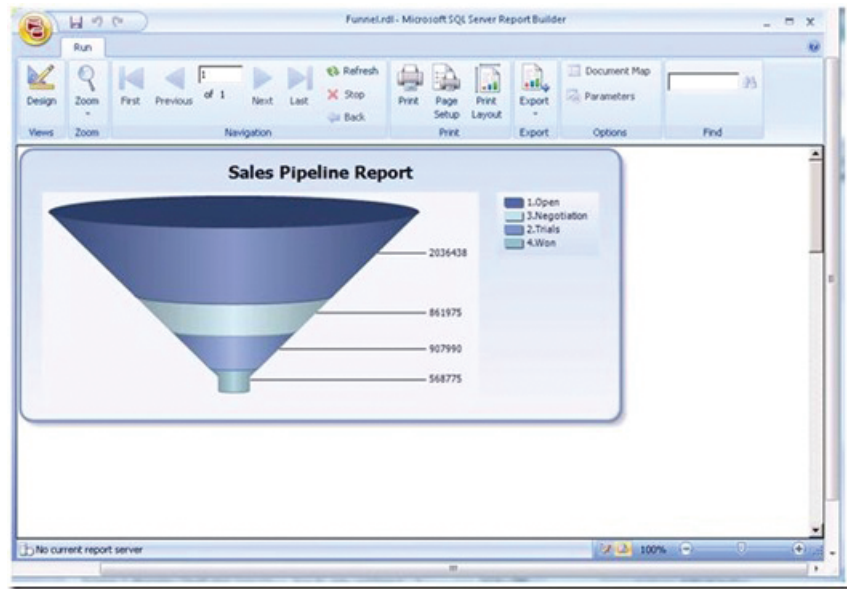 Funnel.rdl - Microsoft SQL Server Report Builder
Run
Design
Zoom
First
Previous
1
of 1
Next
Last
Refresh
Stop
Back
Print
Page Setup
Print Layout
Export
Document Map
Parameters
Views
Zoom
Navigation
Print
Export
Options
Find
Sales Pipeline Report
1.Open
3.Negotiation
2.Trials
4.Won
2036438
861975
907990
568775
No current report server
100%